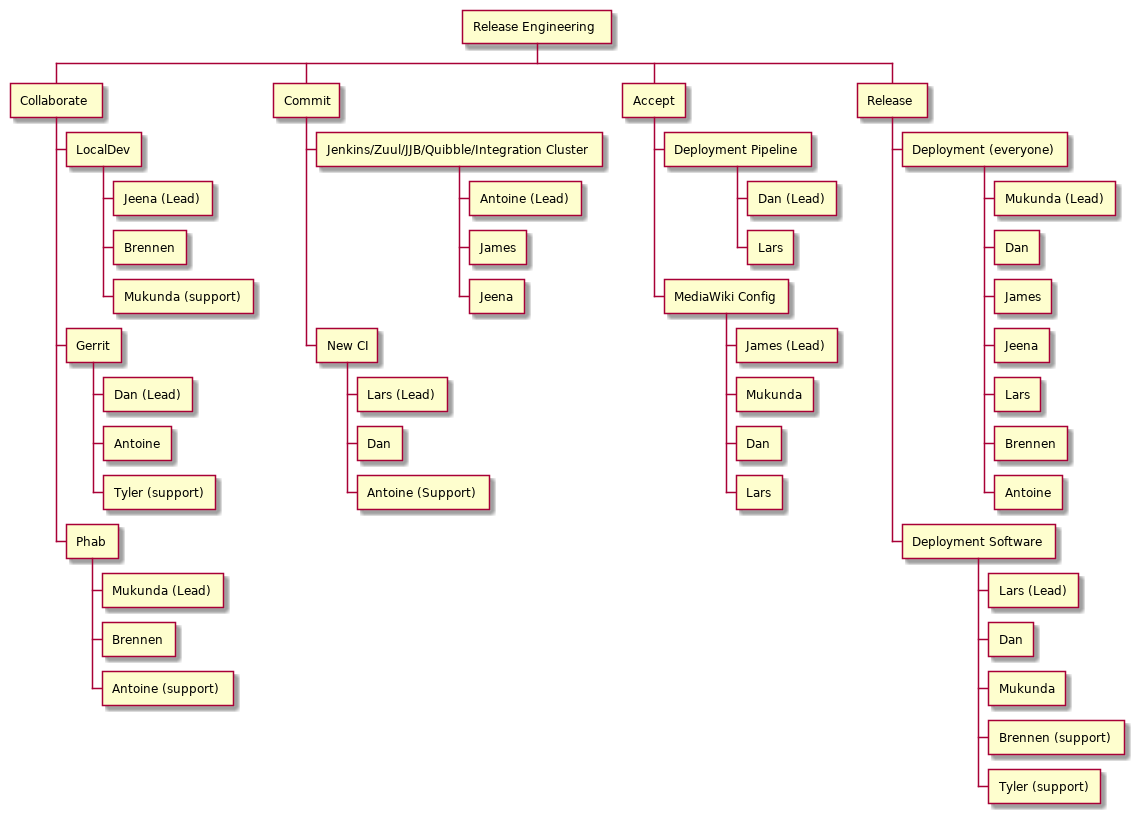 Release Engineering
Collaborate
LocalDev
Jeena (Lead)
Brennen
Mukunda (support)
Gerrit
Dan (Lead)
Antoine
Tyler (support)
Phab
Mukunda (Lead)
Brennen
Antoine (support)
Commit
Jenkins/Zuul/JJB/Quibble/Integration Cluster
Antoine (Lead)
James
Jeena
New CI
Lars (Lead)
Dan
Antoine (Support)
Accept
Deployment Pipeline
Dan (Lead)
Lars
MediaWiki Config
James (Lead)
Mukunda
Dan
Lars
Release
Deployment (everyone)
Mukunda (Lead)
Dan
James
Jeena
Lars
Brennen
Antoine
Deployment Software
Lars (Lead)
Dan
Mukunda
Brennen (support)
Tyler (support)